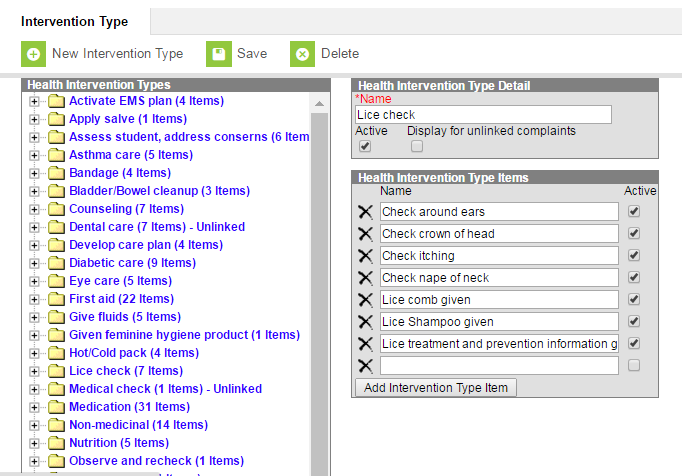 Intervention Type
New Intervention Type Save Delete
Health Intervention Types
Activate EMS plan (4 Items)
Apply salve (1 Items)
Assess student, address conserns (6 Item
Asthma care (5 Items)
Bandage (4 Items)
Bladder/Bowel cleanup (3 Items)
Counseling (7 Items)
Dental care (7 Items) - Unlinked
Develop care plan (4 Items)
Diabetic care (9 Items)
Eye care (5 Items)
First aid (22 Items)
Give fluids (5 Items)
Given feminine hygiene product (1 Items)
Hot/Cold pack (4 Items)
Lice check (7 Items)
Medical check (1 Items) - Unlinked
Medication (31 Items)
Non-medicinal (14 Items)
Nutrition (5 Items)
Observe and recheck (1 Items)
Health Intervention Type Detail
*Name
Lice check
Active Display for unlinked complaints
Health Intervention Type Items
Name Active
Check around ears
Check crown of head
Check itching
Check nape of neck
Lice comb given
Lice Shampoo given
Lice treatment and prevention information g
Add Intervention Type Item